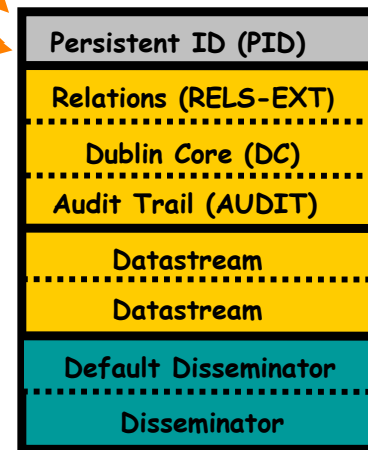 Persistent ID (PID)
Relations (RELS-EXT)
Dublin Core (DC)
Audit Trail (AUDIT)
Datastream
Datastream
Default Disseminator
Disseminator